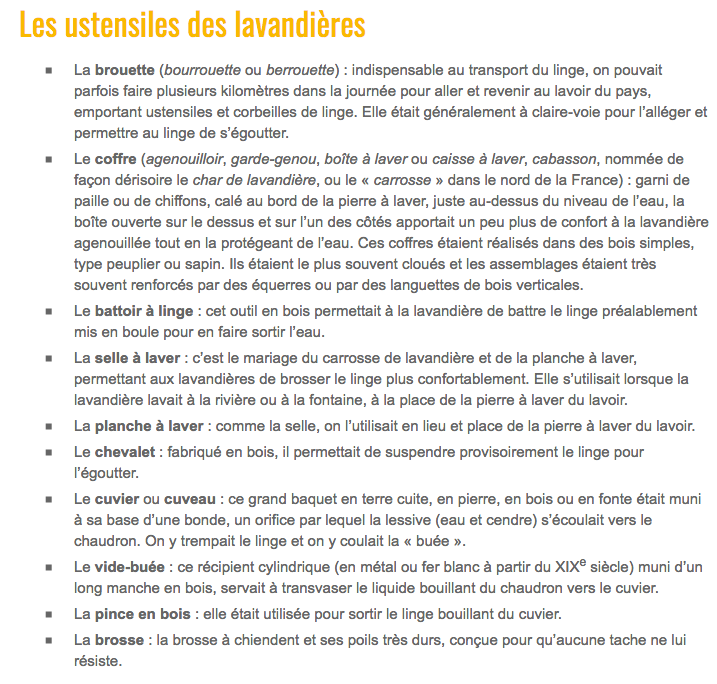 Les ustensiles des lavandières
▪ La brouette (bourrouette ou berrouette) : indispensable au transport du linge, on pouvait
parfois faire plusieurs kilomètres dans la journée pour aller et revenir au lavoir du pays,
emportant ustensiles et corbeilles de linge. Elle était généralement à claire-voie pour l’alléger et
permettre au linge de s’égoutter.
▪ Le coffre (agenouilloir, garde-genou, boîte à laver ou caisse à laver, cabasson, nommée de
façon dérisoire le char de lavandière, ou le « carrosse » dans le nord de la France) : garni de
paille ou de chiffons, calé au bord de la pierre à laver, juste au-dessus du niveau de l’eau, la
boîte ouverte sur le dessus et sur l’un des côtés apportait un peu plus de confort à la lavandière
agenouillée tout en la protégeant de l’eau. Ces coffres étaient réalisés dans des bois simples,
type peuplier ou sapin. Ils étaient le plus souvent cloués et les assemblages étaient très
souvent renforcés par des équerres ou par des languettes de bois verticales.
▪ Le battoir à linge : cet outil en bois permettait à la lavandière de battre le linge préalablement
mis en boule pour en faire sortir l’eau.
▪ La selle à laver : c’est le mariage du carrosse de lavandière et de la planche à laver,
permettant aux lavandières de brosser le linge plus confortablement. Elle s’utilisait lorsque la
lavandière lavait à la rivière ou à la fontaine, à la place de la pierre à laver du lavoir.
▪ La planche à laver : comme la selle, on l’utilisait en lieu et place de la pierre à laver du lavoir.
▪ Le chevalet : fabriqué en bois, il permettait de suspendre provisoirement le linge pour
l’égoutter.
▪ Le cuvier ou cuveau : ce grand baquet en terre cuite, en pierre, en bois ou en fonte était muni
à sa base d’une bonde, un orifice par lequel la lessive (eau et cendre) s’écoulait vers le
chaudron. On y trempait le linge et on y coulait la « buée ».
▪ Le vide-buée : ce récipient cylindrique (en métal ou fer blanc à partir du XIXe siècle) muni d’un
long manche en bois, servait à transvaser le liquide bouillant du chaudron vers le cuvier.
▪ La pince en bois : elle était utilisée pour sortir le linge bouillant du cuvier.
▪ La brosse : la brosse à chiendent et ses poils très durs, conçue pour qu’aucune tache ne lui
résiste.